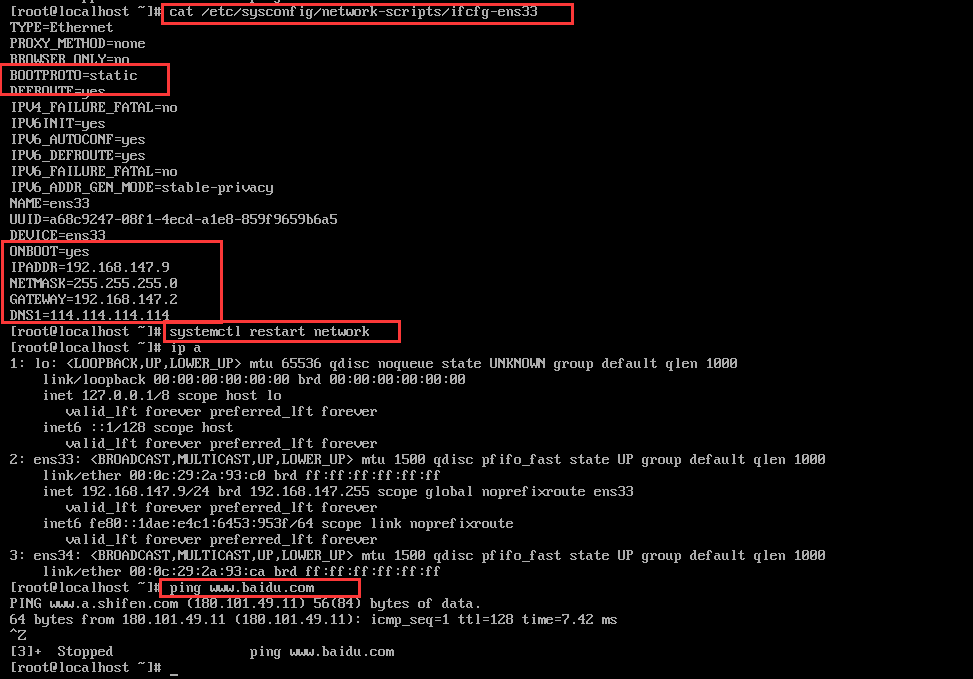 [root@localhost ~]# cat /etc/sysconfig/network-scripts/ifcfg-ens33
TYPE=Ethernet
PROXY_METHOD=none
BROWSER_ONLY=no
BOOTPROTO=static
DEFROUTE=yes
IPV4_FAILURE_FATAL=no
IPV6INIT=yes
IPV6_AUTOCONF=yes
IPV6_DEFROUTE=yes
IPV6_FAILURE_FATAL=no
IPV6_ADDR_GEN_MODE=stable-privacy
NAME=ens33
UUID=a68c9247-08f1-4ecd-a1e8-859f9659b6a5
DEVICE=ens33
ONBOOT=yes
IPADDR=192.168.147.9
NETMASK=255.255.255.0
GATEWAY=192.168.147.2
DNS1=114.114.114.114
[root@localhost ~]# systemctl restart network
[root@localhost ~]# ip a
1: lo: <LOOPBACK,UP,LOWER_UP> mtu 65536 qdisc noqueue state UNKNOWN group default qlen 1000
    link/loopback 00:00:00:00:00:00 brd 00:00:00:00:00:00
    inet 127.0.0.1/8 scope host lo
       valid_lft forever preferred_lft forever
    inet6 ::1/128 scope host
       valid_lft forever preferred_lft forever
2: ens33: <BROADCAST,MULTICAST,UP,LOWER_UP> mtu 1500 qdisc pfifo_fast state UP group default qlen 1000
    link/ether 00:0c:29:2a:93:c0 brd ff:ff:ff:ff:ff:ff
    inet 192.168.147.9/24 brd 192.168.147.255 scope global noprefixroute ens33
       valid_lft forever preferred_lft forever
    inet6 fe80::1dae:e4c1:6453:953f/64 scope link noprefixroute
       valid_lft forever preferred_lft forever
3: ens34: <BROADCAST,MULTICAST,UP,LOWER_UP> mtu 1500 qdisc pfifo_fast state UP group default qlen 1000
    link/ether 00:0c:29:2a:93:ca brd ff:ff:ff:ff:ff:ff
[root@localhost ~]# ping www.baidu.com
PING www.a.shifen.com (180.101.49.11) 56(84) bytes of data.
64 bytes from 180.101.49.11 (180.101.49.11): icmp_seq=1 ttl=128 time=7.42 ms
^Z
[3]+  Stopped                 ping www.baidu.com
[root@localhost ~]# _